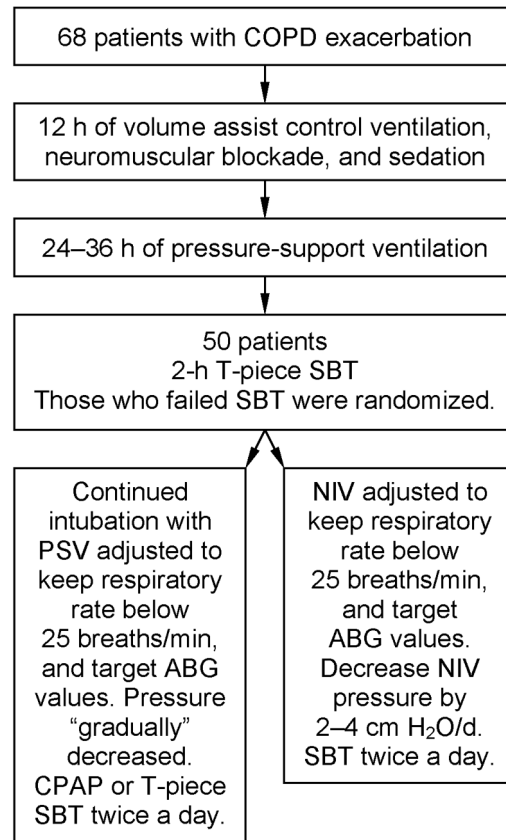 68 patients with COPD exacerbation
12 h of volume assist control ventilation,
neuromuscular blockade, and sedation
24–36 h of pressure-support ventilation
50 patients
2-h T-piece SBT
Those who failed SBT were randomized.
Continued
intubation with
PSV adjusted to
keep respiratory
rate below
25 breaths/min,
and target ABG
values. Pressure
“gradually”
decreased.
CPAP or T-piece
SBT twice a day.
NIV adjusted to
keep respiratory
rate below
25 breaths/min,
and target
ABG values.
Decrease NIV
pressure by
2–4 cm H₂O/d.
SBT twice a day.